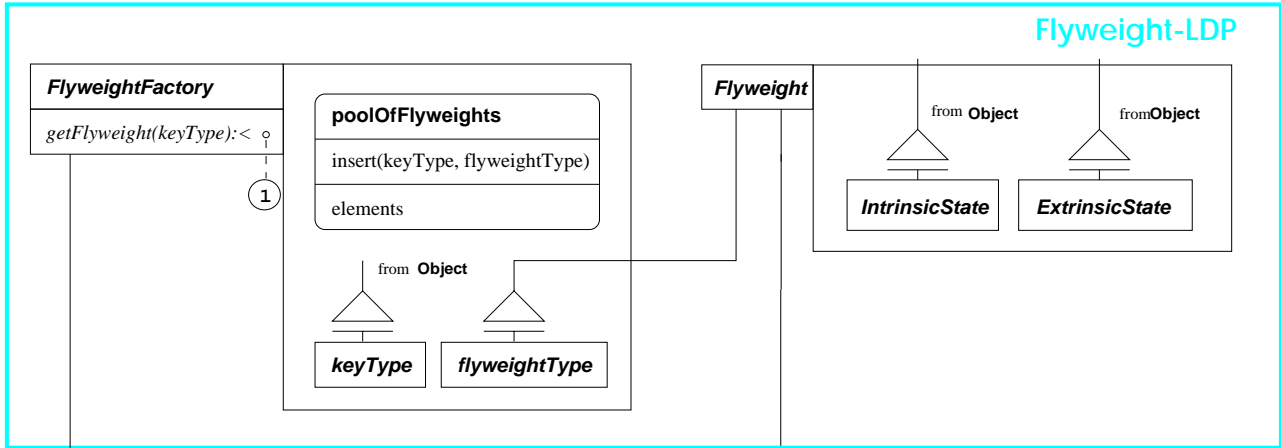 Flyweight-LDP
FlyweightFactory
getFlyweight(keyType):<
1
poolOfFlyweights
insert(keyType, flyweightType)
elements
from Object
keyType
flyweightType
Flyweight
from Object
fromObject
IntrinsicState
ExtrinsicState